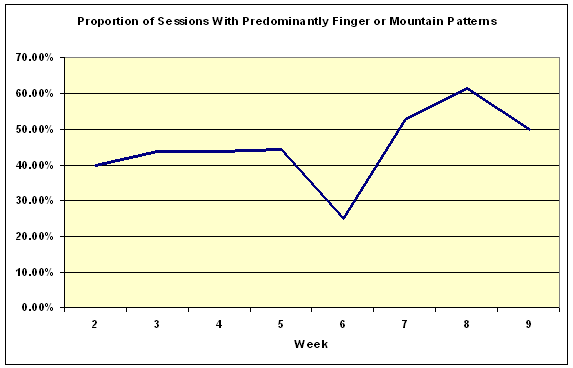 Proportion of Sessions With Predominantly Finger or Mountain Patterns
70.00%
60.00%
50.00%
40.00%
30.00%
20.00%
10.00%
0.00%
2 3 4 5 6 7 8 9
Week